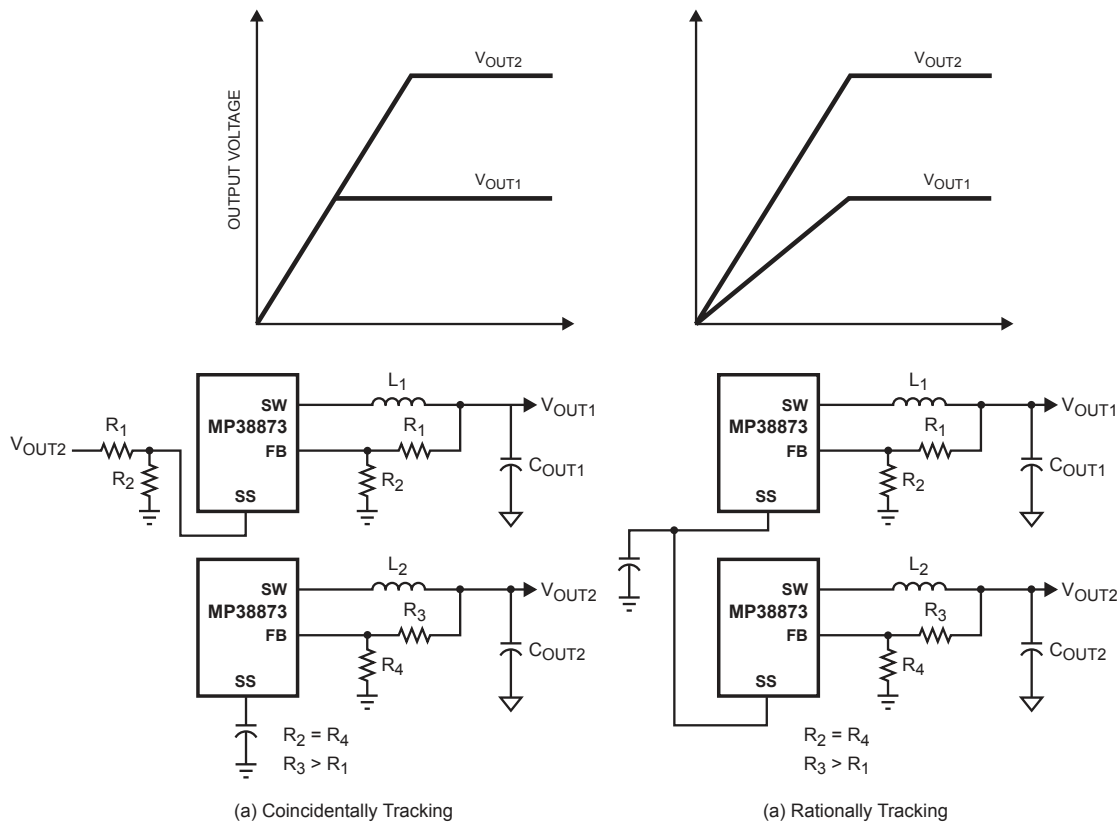 OUTPUT VOLTAGE
VOUT2
VOUT1
VOUT2
VOUT1
VOUT2
R1
R2
SW
MP38873
FB
SS
L1
R1
R2
VOUT1
COUT1
SW
MP38873
FB
SS
L2
R3
R4
VOUT2
COUT2
R2 = R4
R3 > R1
(a) Coincidentally Tracking
SW
MP38873
FB
SS
L1
R1
R2
VOUT1
COUT1
SW
MP38873
FB
SS
L2
R3
R4
VOUT2
COUT2
R2 = R4
R3 > R1
(a) Rationally Tracking